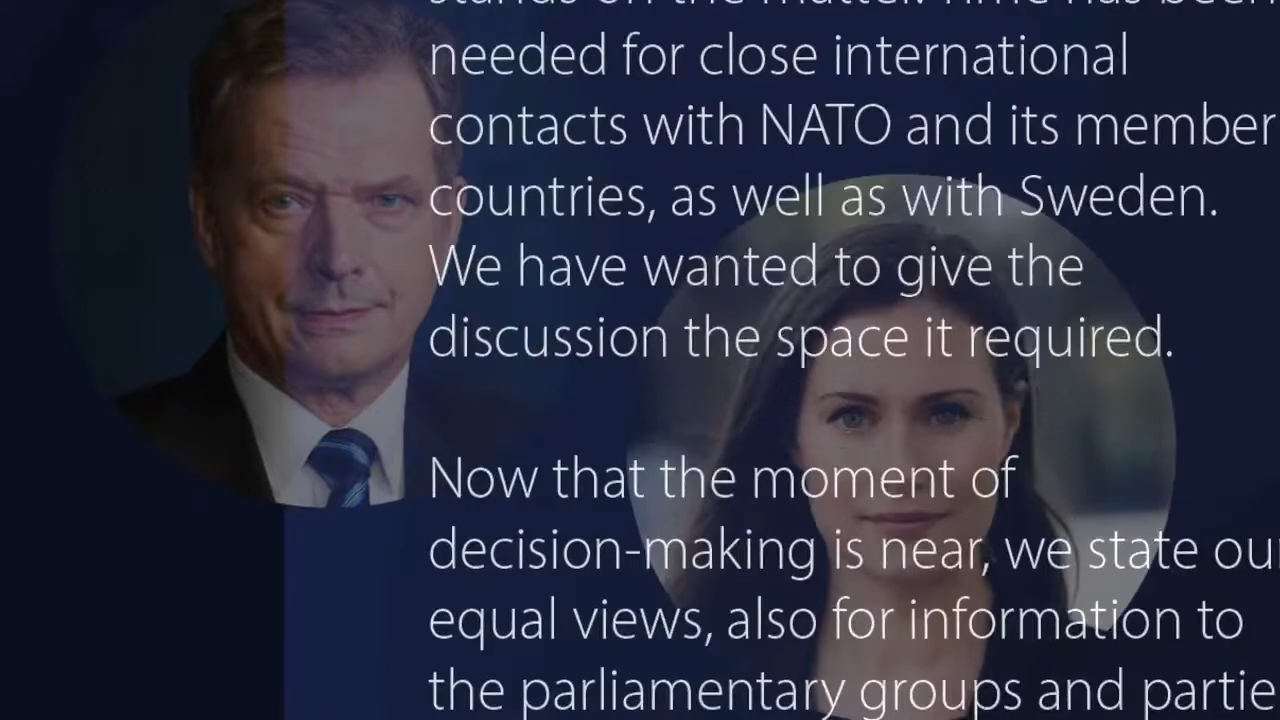 needed for close international
contacts with NATO and its member
countries, as well as with Sweden.
We have wanted to give the
discussion the space it required.
Now that the moment of
decision-making is near, we state our
equal views, also for information to
the parliamentary groups and partie